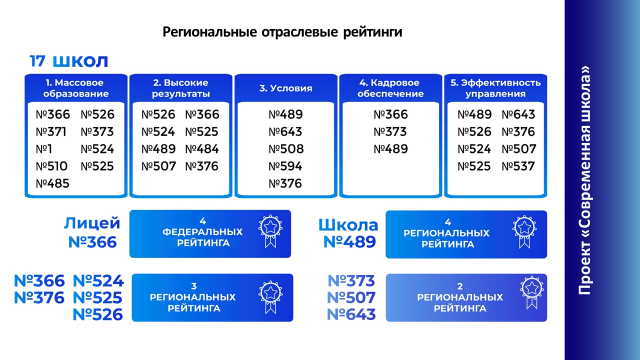 Региональные отраслевые рейтинги
17 школ
1. Массовое
образование
№366 №526
№371 №373
№1 №524
№510 №525
№485
2. Высокие
результаты
№526 №366
№524 №525
№489 №484
№507 №376
3. Условия
№489
№643
№508
№594
№376
4. Кадровое
обеспечение
№366
№373
№489
5. Эффективность
управления
№489 №643
№526 №376
№524 №507
№525 №537
Лицей
№366
4
ФЕДЕРАЛЬНЫХ
РЕЙТИНГА
Школа
№489
4
РЕГИОНАЛЬНЫХ
РЕЙТИНГА
№366 №524
№376 №525
№526
3
РЕГИОНАЛЬНЫХ
РЕЙТИНГА
№373
№507
№643
2
РЕГИОНАЛЬНЫХ
РЕЙТИНГА
Проект «Современная школа»